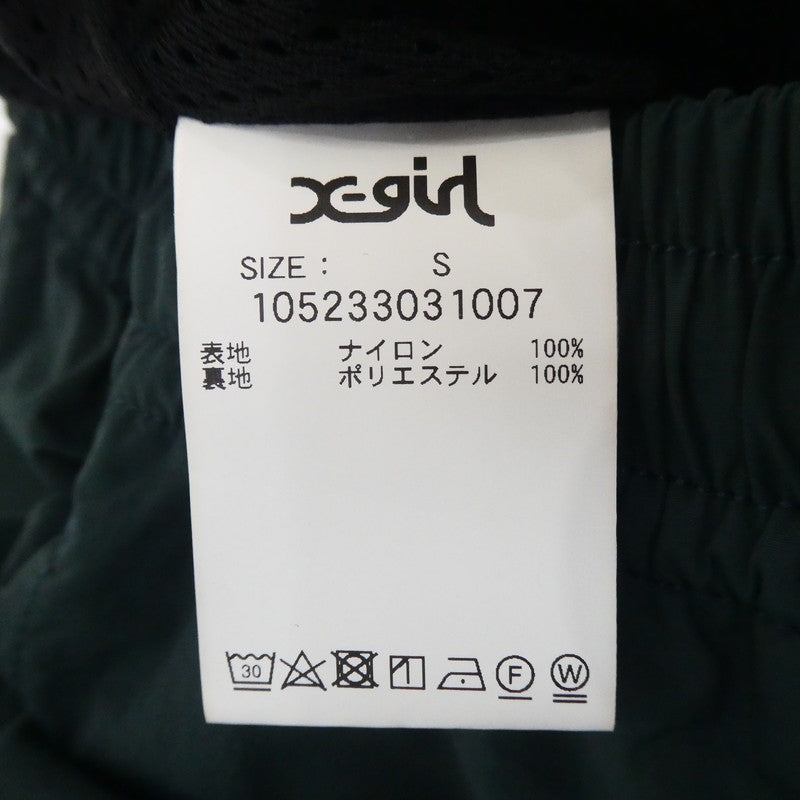 X-girl
SIZE : S
105233031007
表地 ナイロン 100%
裏地 ポリエステル 100%
30 F W